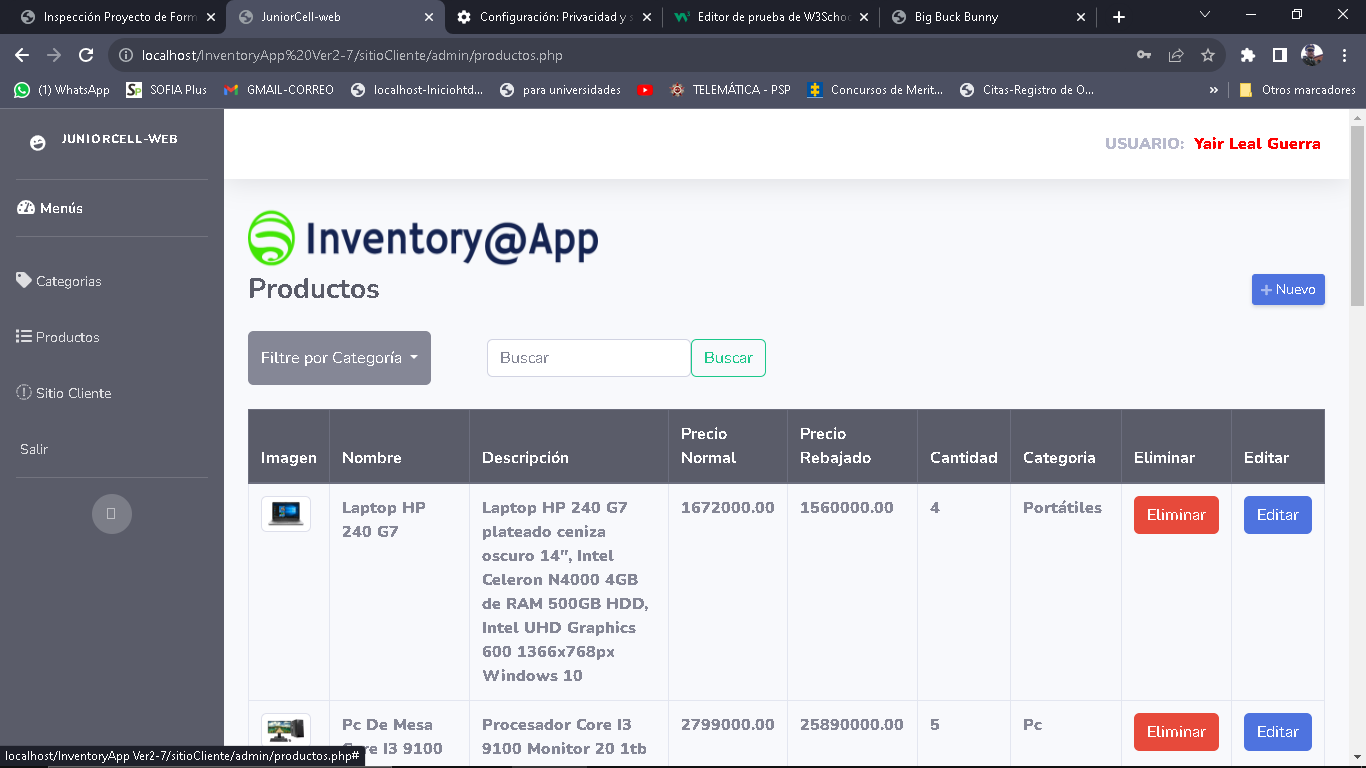 Inspección Proyecto de Form
JuniorCell-web
Configuración: Privacidad y s
Editor de prueba de W3Schoo
Big Buck Bunny
localhost/InventoryApp%20Ver2-7/sitioCliente/admin/productos.php
(1) WhatsApp
SOFIA Plus
GMAIL-CORREO
localhost-Iniciohtd...
para universidades
TELEMÁTICA - PSP
Concursos de Merit...
Citas-Registro de O...
»
Otros marcadores
JUNIORCELL-WEB
USUARIO: Yair Leal Guerra
Menús
Categorias
Productos
Sitio Cliente
Salir
Inventory@App
Productos
+ Nuevo
Filtre por Categoría
Buscar
Buscar
Imagen
Nombre
Descripción
Precio
Normal
Precio
Rebajado
Cantidad
Categoria
Eliminar
Editar
Laptop HP
240 G7
Laptop HP 240 G7
plateado ceniza
oscuro 14", Intel
Celeron N4000 4GB
de RAM 500GB HDD,
Intel UHD Graphics
600 1366x768px
Windows 10
1672000.00
1560000.00
4
Portátiles
Eliminar
Editar
Pc De Mesa
re I3 9100
Procesador Core I3
9100 Monitor 20 1tb
2799000.00
25890000.00
5
Pc
Eliminar
Editar
localhost/InventoryApp Ver2-7/sitioCliente/admin/productos.php#